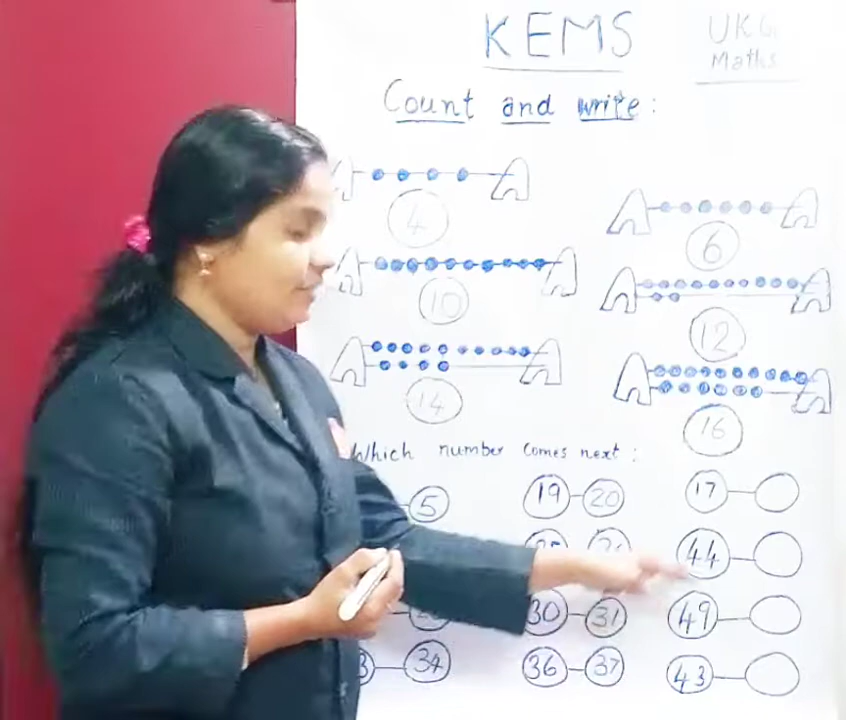 KEMS
UKG
Maths
Count and write:
4
6
10
12
14
16
Which number comes next:
5 19-20 17-
44-
30-31 49-
34 36-37 43-